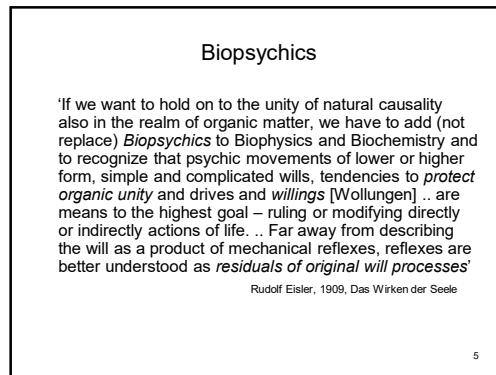 Biopsychics
‘If we want to hold on to the unity of natural causality
also in the realm of organic matter, we have to add (not
replace) Biopsychics to Biophysics and Biochemistry and
to recognize that psychic movements of lower or higher
form, simple and complicated wills, tendencies to protect
organic unity and drives and willings [Wollungen] .. are
means to the highest goal – ruling or modifying directly
or indirectly actions of life. .. Far away from describing
the will as a product of mechanical reflexes, reflexes are
better understood as residuals of original will processes’
Rudolf Eisler, 1909, Das Wirken der Seele
5